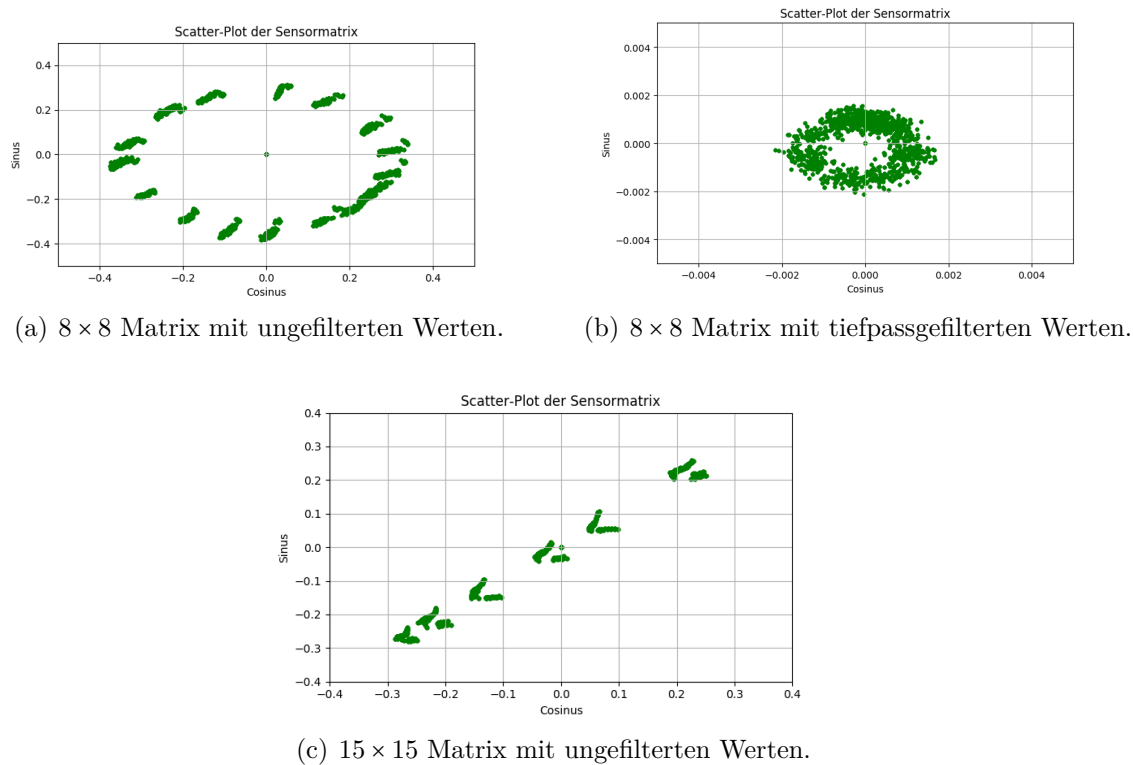 Scatter-Plot der Sensormatrix
0.4
0.2
0.0
−0.2
−0.4
Sinus
−0.4 −0.2 0.0 0.2 0.4
Cosinus
(a) 8 × 8 Matrix mit ungefilterten Werten.
Scatter-Plot der Sensormatrix
0.004
0.002
0.000
−0.002
−0.004
Sinus
−0.004 −0.002 0.000 0.002 0.004
Cosinus
(b) 8 × 8 Matrix mit tiefpassgefilterten Werten.
Scatter-Plot der Sensormatrix
0.4
0.3
0.2
0.1
0.0
−0.1
−0.2
−0.3
−0.4
Sinus
−0.4 −0.3 −0.2 −0.1 0.0 0.1 0.2 0.3 0.4
Cosinus
(c) 15 × 15 Matrix mit ungefilterten Werten.